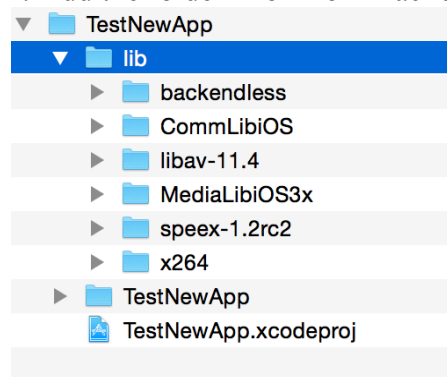 TestNewApp
lib
backendless
CommLibiOS
libav-11.4
MediaLibiOS3x
speex-1.2rc2
x264
TestNewApp
TestNewApp.xcodeproj